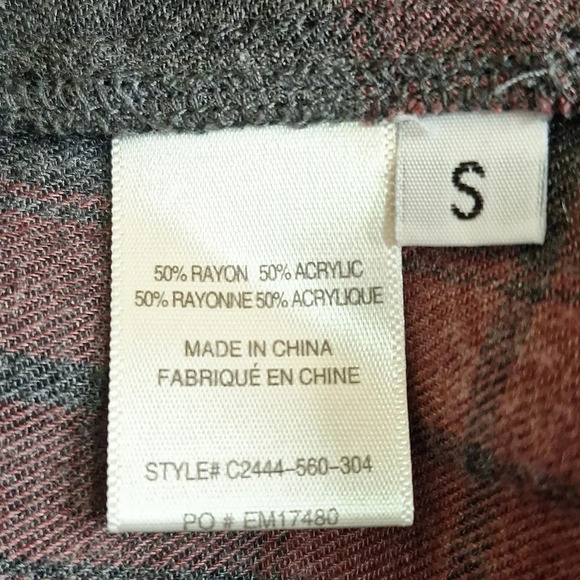 S
50% RAYON 50% ACRYLIC
50% RAYONNE 50% ACRYLIQUE
MADE IN CHINA
FABRIQUÉ EN CHINE
STYLE# C2444-560-304
PO # EM17480